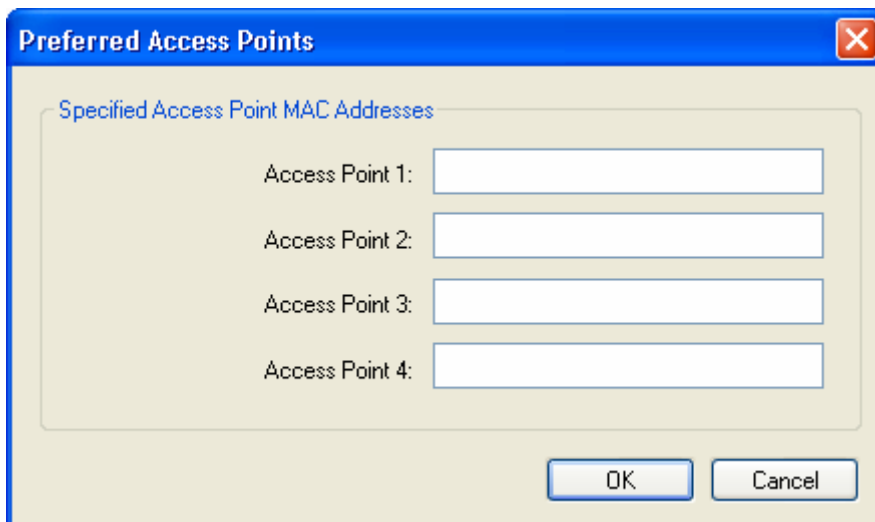 Preferred Access Points
Specified Access Point MAC Addresses
Access Point 1:
Access Point 2:
Access Point 3:
Access Point 4:
OK Cancel